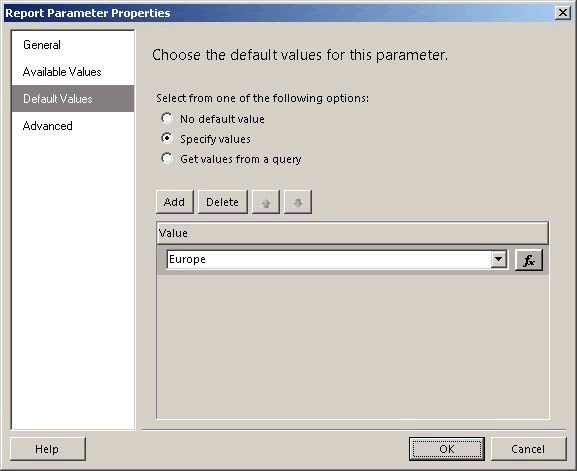 Report Parameter Properties
General
Available Values
Default Values
Advanced
Choose the default values for this parameter.
Select from one of the following options:
No default value
Specify values
Get values from a query
Add Delete
Value
Europe fx
Help OK Cancel